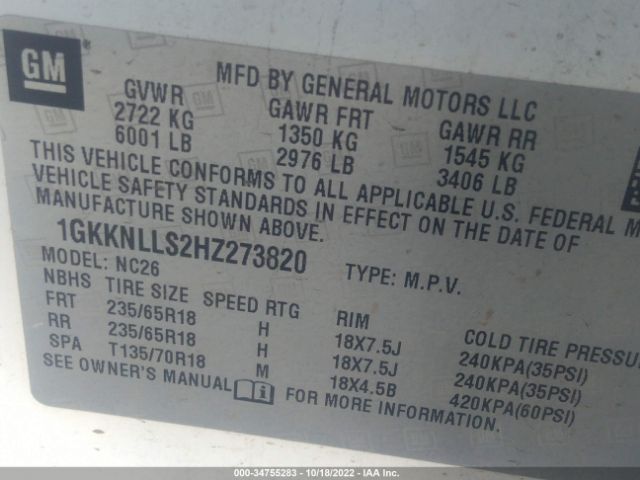 GM
MFD BY GENERAL MOTORS LLC
GVWR GAWR FRT GAWR RR
2722 KG 1350 KG 1545 KG
6001 LB 2976 LB 3406 LB
THIS VEHICLE CONFORMS TO ALL APPLICABLE U.S. FEDERAL M
VEHICLE SAFETY STANDARDS IN EFFECT ON THE DATE OF
MANUFACTURE SHOWN ABOVE.
1GKKNLLS2HZ273820
MODEL: NC26 TYPE: M.P.V.
NBHS TIRE SIZE SPEED RTG RIM COLD TIRE PRESSU
FRT 235/65R18 H 18X7.5J 240KPA(35PSI)
RR 235/65R18 H 18X7.5J 240KPA(35PSI)
SPA T135/70R18 M 18X4.5B 420KPA(60PSI)
SEE OWNER'S MANUAL FOR MORE INFORMATION.
000-34755283 | 10/18/2022 - IAA Inc.